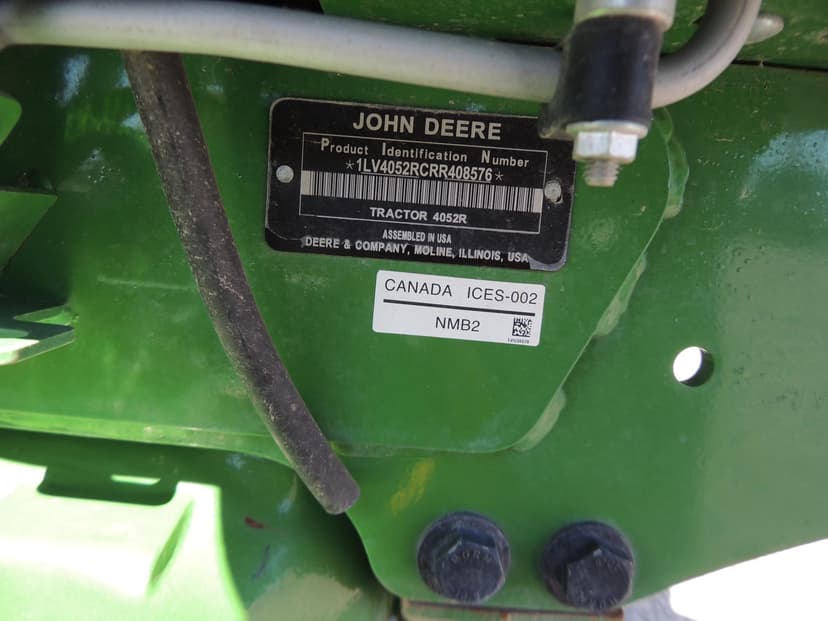 JOHN DEERE
Product Identification Number
*1LV4052RCRR408576*
TRACTOR 4052R
ASSEMBLED IN USA
DEERE & COMPANY, MOLINE, ILLINOIS, USA
CANADA ICES-002
NMB2